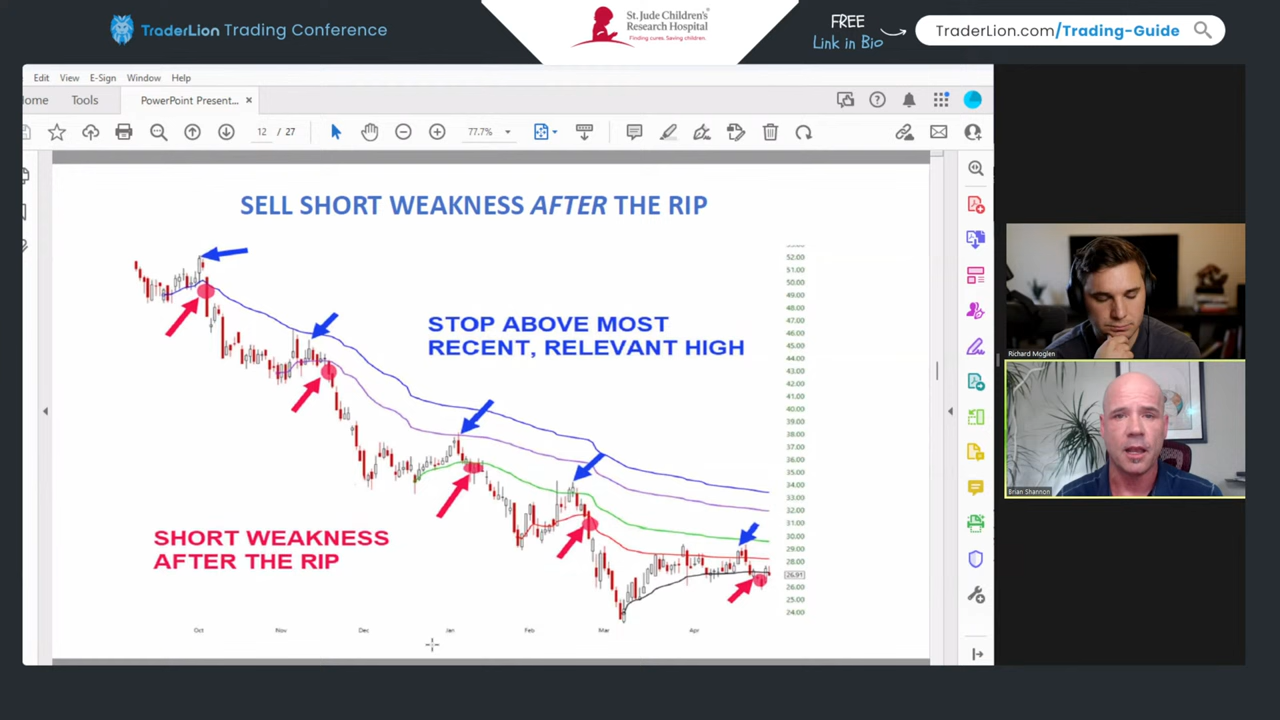 TraderLion Trading Conference
St. Jude Children's
Research Hospital
Finding cures. Saving children.
FREE
Link in Bio
TraderLion.com/Trading-Guide
Edit View E-Sign Window Help
ome Tools PowerPoint Present... ×
12 / 27 77.7%
SELL SHORT WEAKNESS AFTER THE RIP
52.00
51.00
50.00
49.00
48.00
47.00
46.00
45.00
44.00
43.00
42.00
41.00
40.00
39.00
38.00
37.00
36.00
35.00
34.00
33.00
32.00
31.00
30.00
29.00
28.00
26.91
26.00
25.00
24.00
STOP ABOVE MOST
RECENT, RELEVANT HIGH
SHORT WEAKNESS
AFTER THE RIP
Oct Nov Dec Jan Feb Mar Apr
Richard Moglen
Brian Shannon